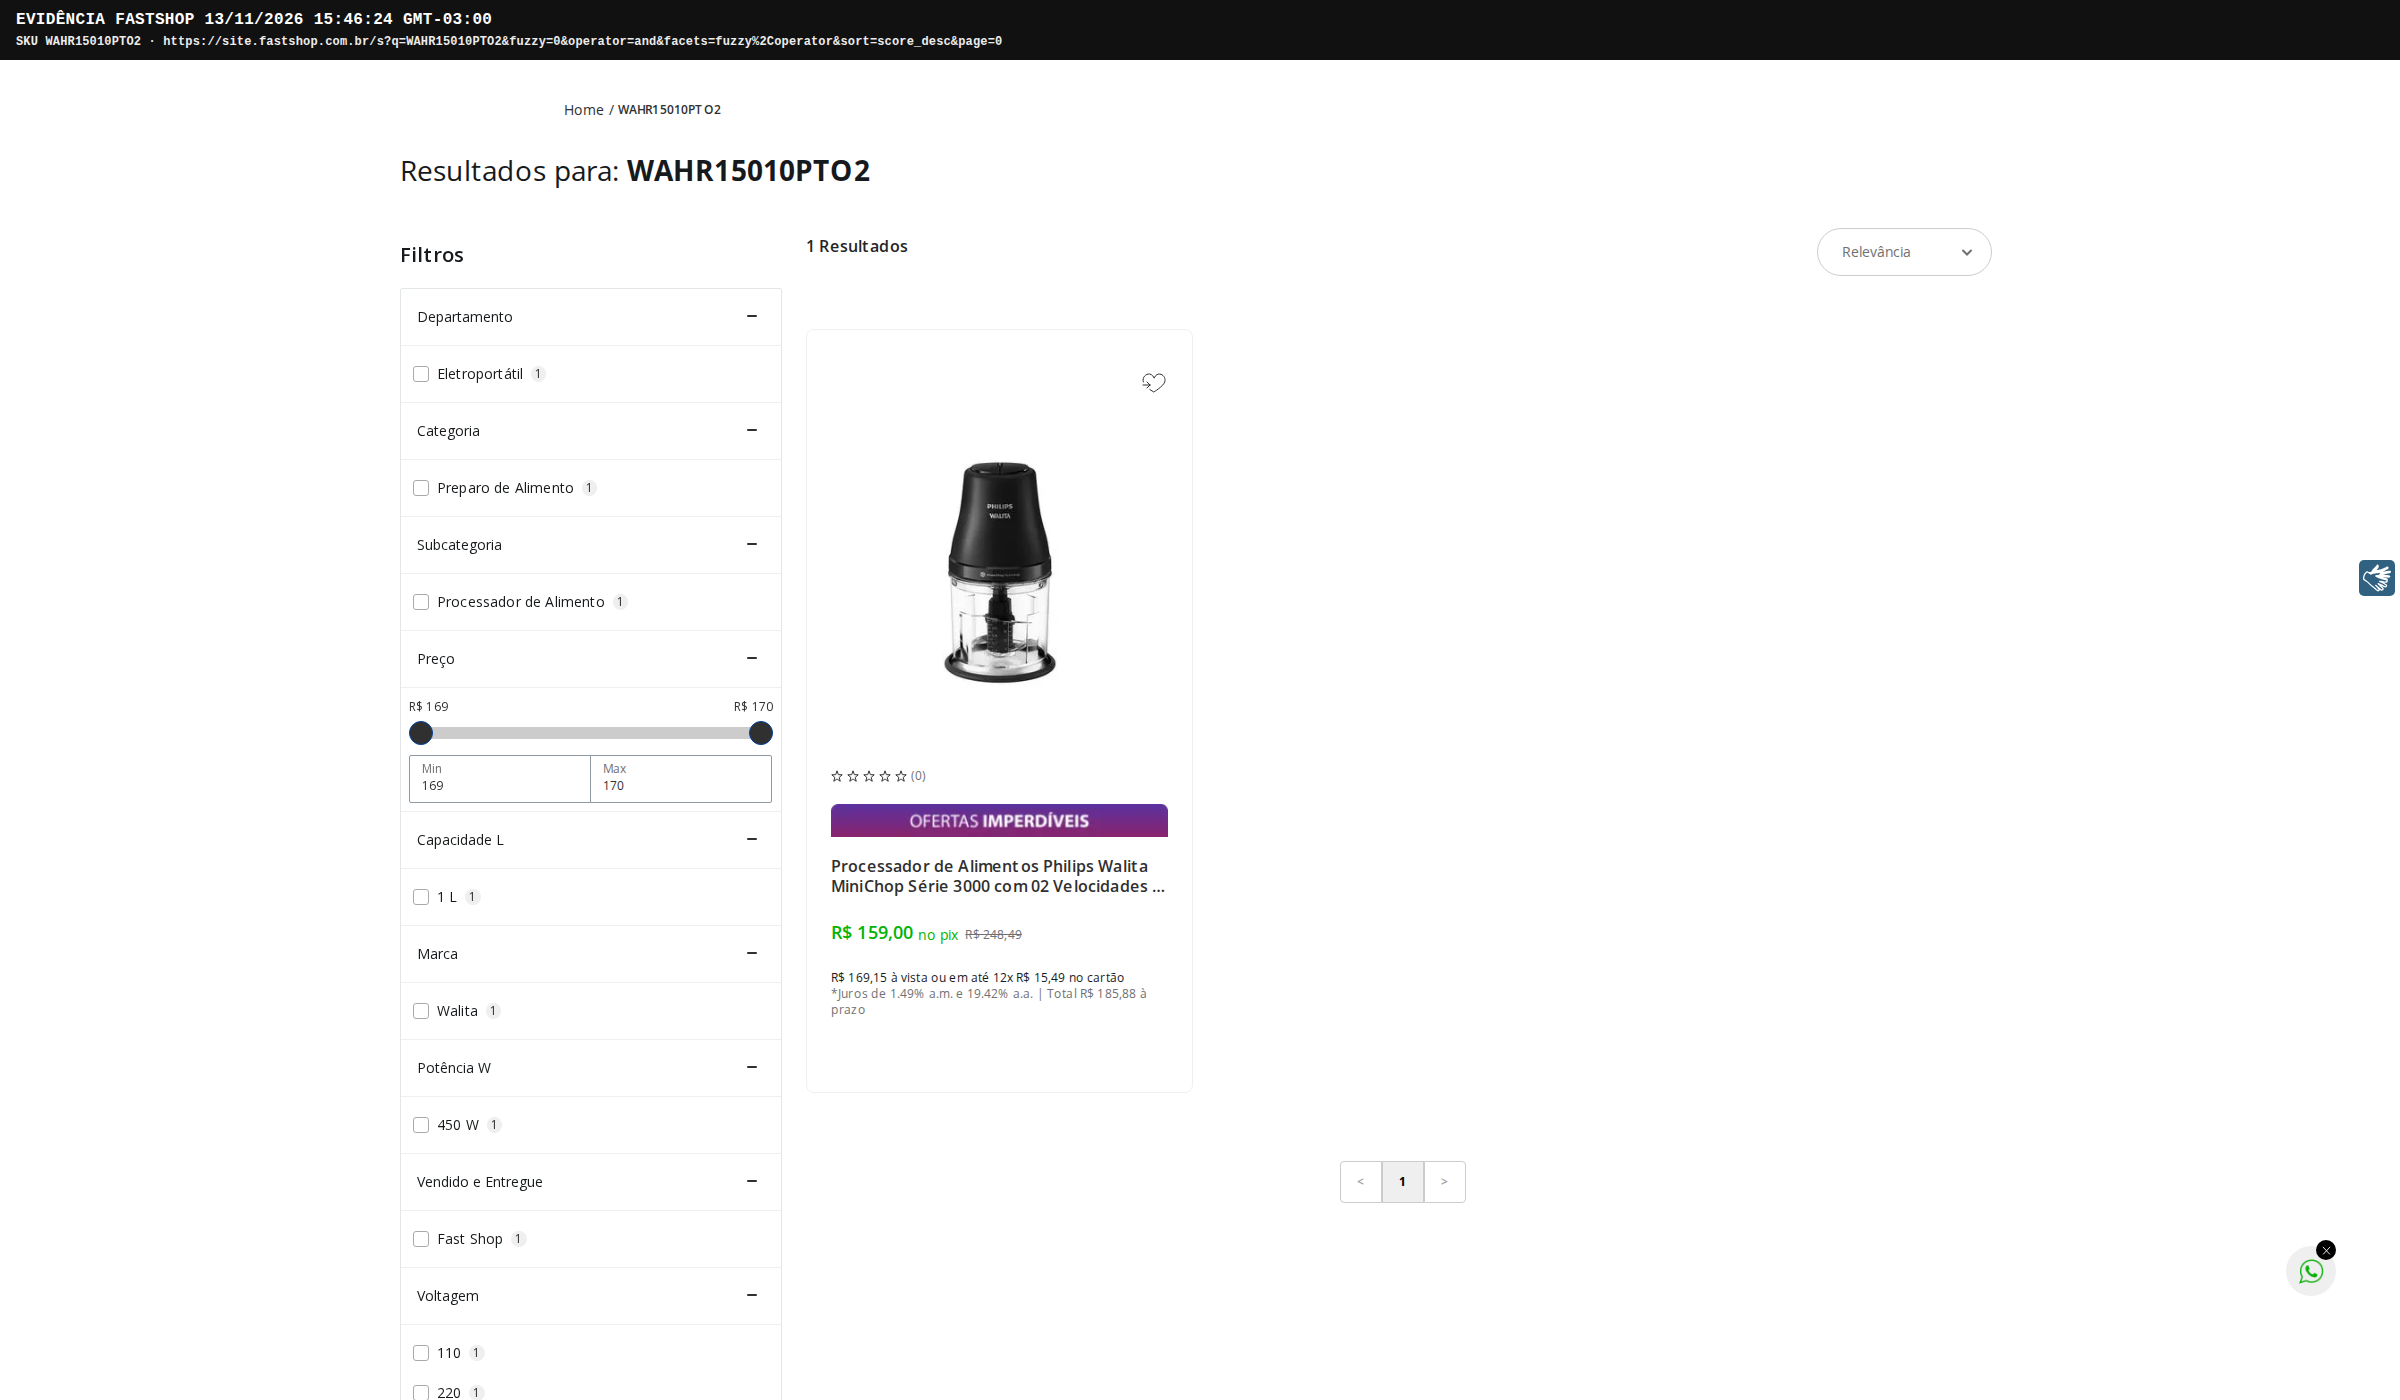 EVIDÊNCIA FASTSHOP 13/11/2026 15:46:24 GMT-03:00
SKU WAHR15010PTO2 · https://site.fastshop.com.br/s?q=WAHR15010PTO2&fuzzy=0&operator=and&facets=fuzzy%2Coperator&sort=score_desc&page=0
Home / WAHR15010PTO2
Resultados para: WAHR15010PTO2
Filtros
1 Resultados
Relevância
Departamento
Eletroportátil 1
Categoria
Preparo de Alimento 1
Subcategoria
Processador de Alimento 1
Preço
R$ 169 R$ 170
Min
169
Max
170
Capacidade L
1 L 1
Marca
Walita 1
Potência W
450 W 1
Vendido e Entregue
Fast Shop 1
Voltagem
110 1
220 1
PHILIPS
WALITA
(0)
OFERTAS IMPERDÍVEIS
Processador de Alimentos Philips Walita
MiniChop Série 3000 com 02 Velocidades ...
R$ 159,00 no pix R$ 248,49
R$ 169,15 à vista ou em até 12x R$ 15,49 no cartão
*Juros de 1.49% a.m. e 19.42% a.a. | Total R$ 185,88 à
prazo
< 1 >